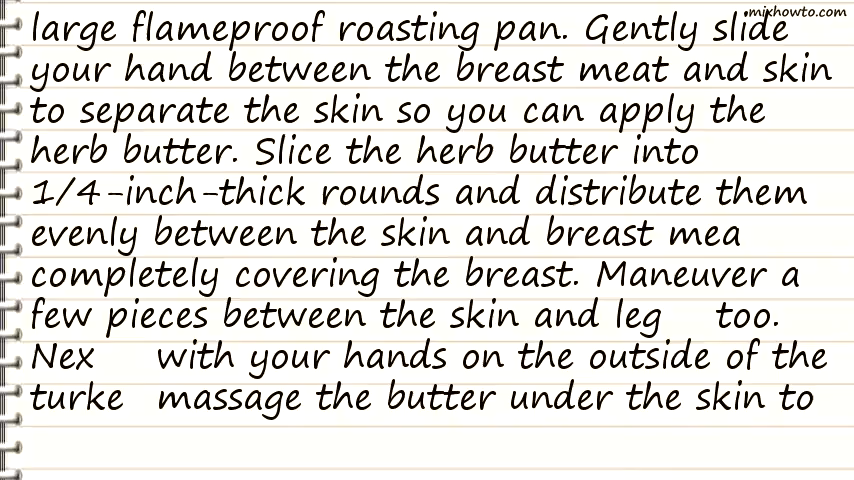 mixhowto.com
large flameproof roasting pan. Gently slide
your hand between the breast meat and skin
to separate the skin so you can apply the
herb butter. Slice the herb butter into
1/4-inch-thick rounds and distribute them
evenly between the skin and breast mea
completely covering the breast. Maneuver a
few pieces between the skin and leg too.
Nex with your hands on the outside of the
turke massage the butter under the skin to